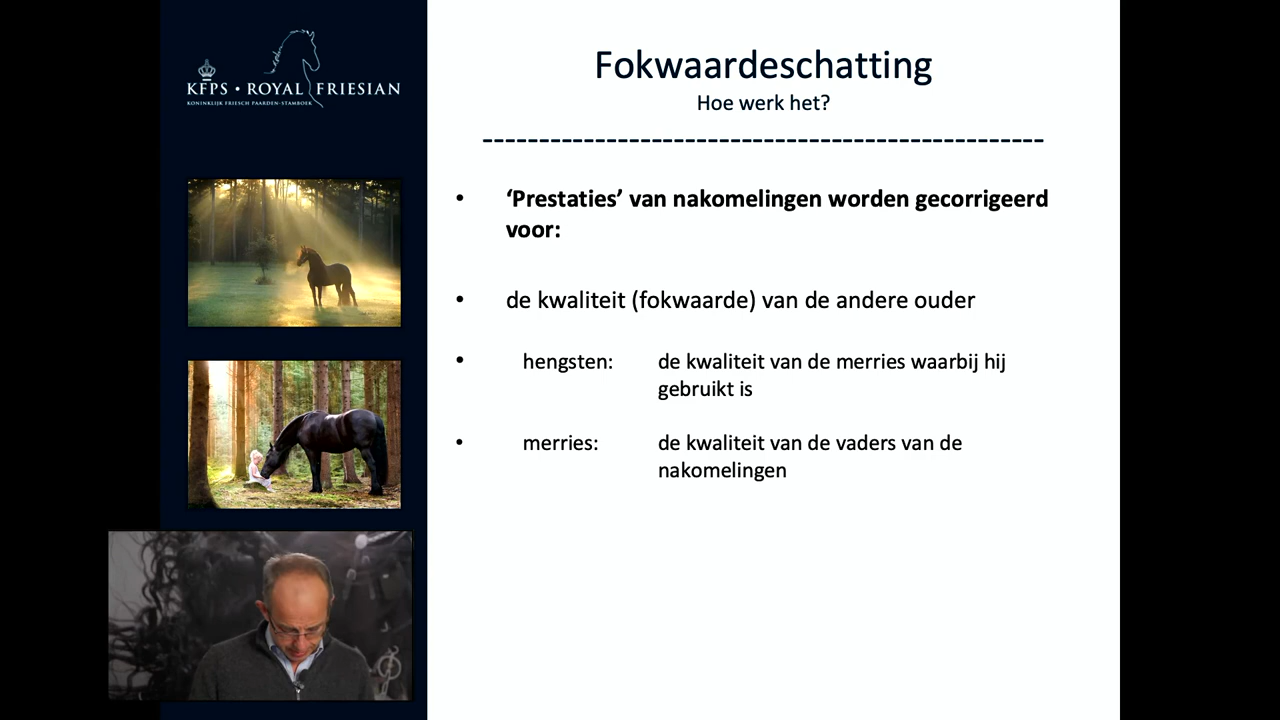 KFPS • ROYAL FRIESIAN
KONINKLIJK FRIESCH PAARDEN-STAMBOEK
Fokwaardeschatting
Hoe werk het?
--------------------------------------------------
• ‘Prestaties’ van nakomelingen worden gecorrigeerd
voor:
• de kwaliteit (fokwaarde) van de andere ouder
• hengsten: de kwaliteit van de merries waarbij hij
gebruikt is
• merries: de kwaliteit van de vaders van de
nakomelingen